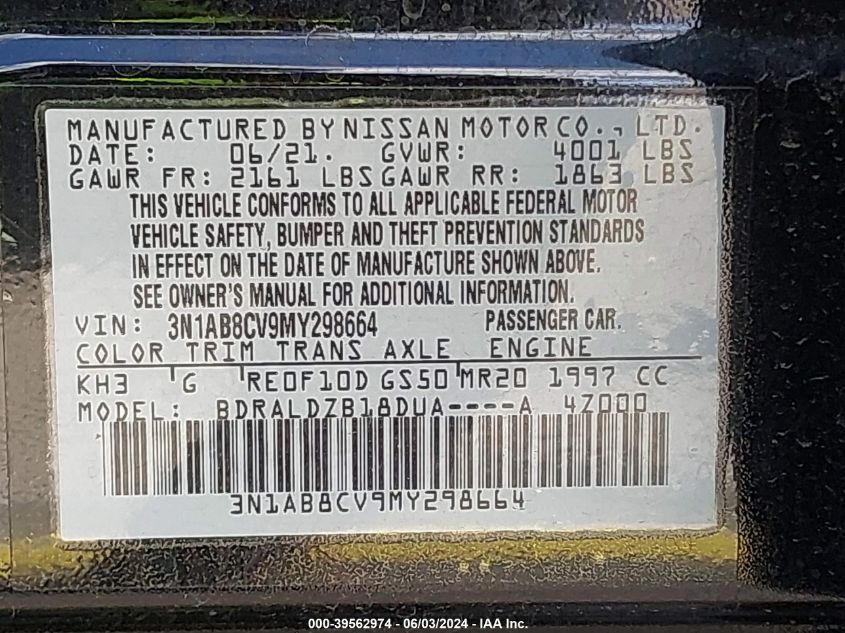 MANUFACTURED BY NISSAN MOTOR CO., LTD.
DATE: 06/21. GVWR: 4001 LBS
GAWR FR: 2161 LBS GAWR RR: 1863 LBS
THIS VEHICLE CONFORMS TO ALL APPLICABLE FEDERAL MOTOR
VEHICLE SAFETY, BUMPER AND THEFT PREVENTION STANDARDS
IN EFFECT ON THE DATE OF MANUFACTURE SHOWN ABOVE.
SEE OWNER'S MANUAL FOR ADDITIONAL INFORMATION.
VIN: 3N1AB8CV9MY298664 PASSENGER CAR.
COLOR TRIM TRANS AXLE ENGINE
KH3 G RE0F10D GS50 MR20 1997 CC
MODEL: BDRALDZB18DUA----A 4Z000
3N1AB8CV9MY298664
000-39562974 / 06/03/2024 - IAA Inc.